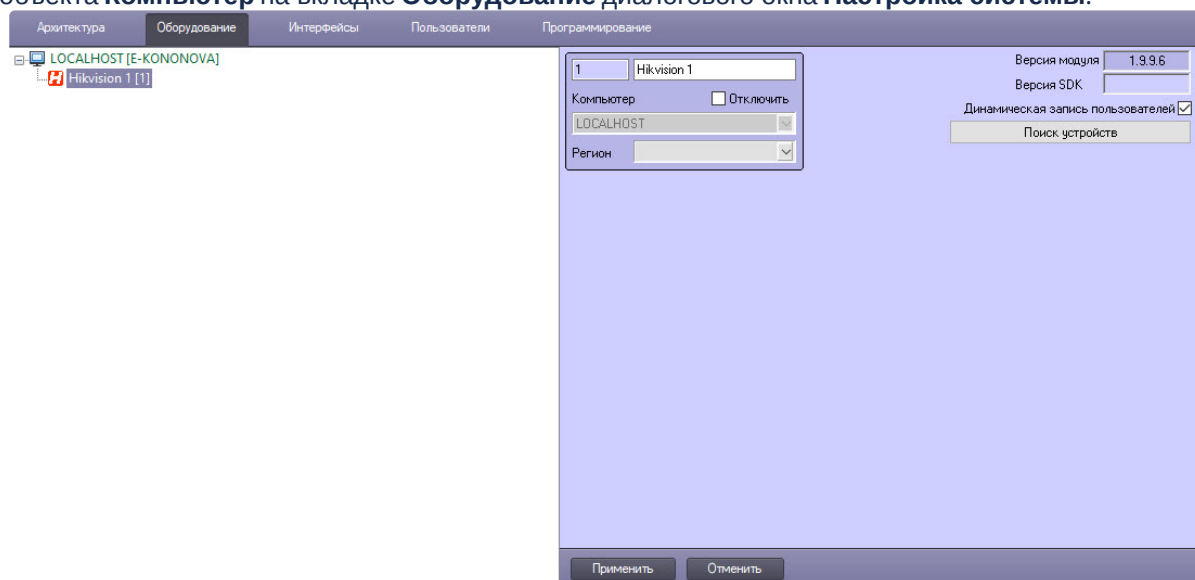 объекта Компьютер на вкладке Оборудование диалогового окна Настройка системы.
Архитектура Оборудование Интерфейсы Пользователи Программирование
LOCALHOST [E-KONONOVA]
Hikvision 1 [1]
1 Hikvision 1
Компьютер Отключить
LOCALHOST
Регион
Версия модуля 1.9.9.6
Версия SDK
Динамическая запись пользователей
Поиск устройств
Применить Отменить